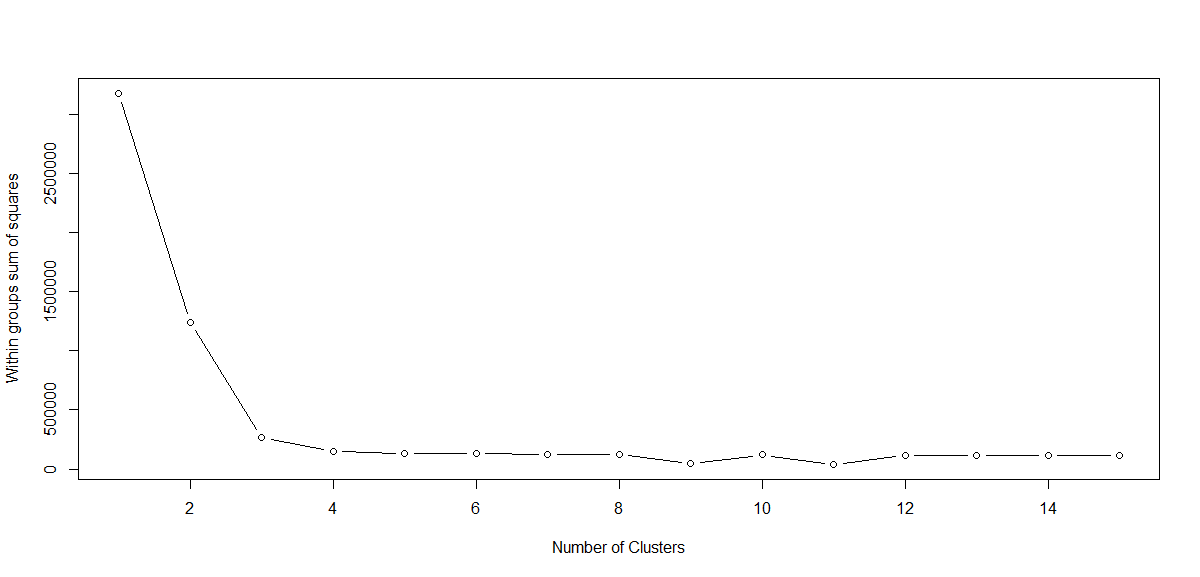 Within groups sum of squares
2500000
1500000
500000
0
2 4 6 8 10 12 14
Number of Clusters